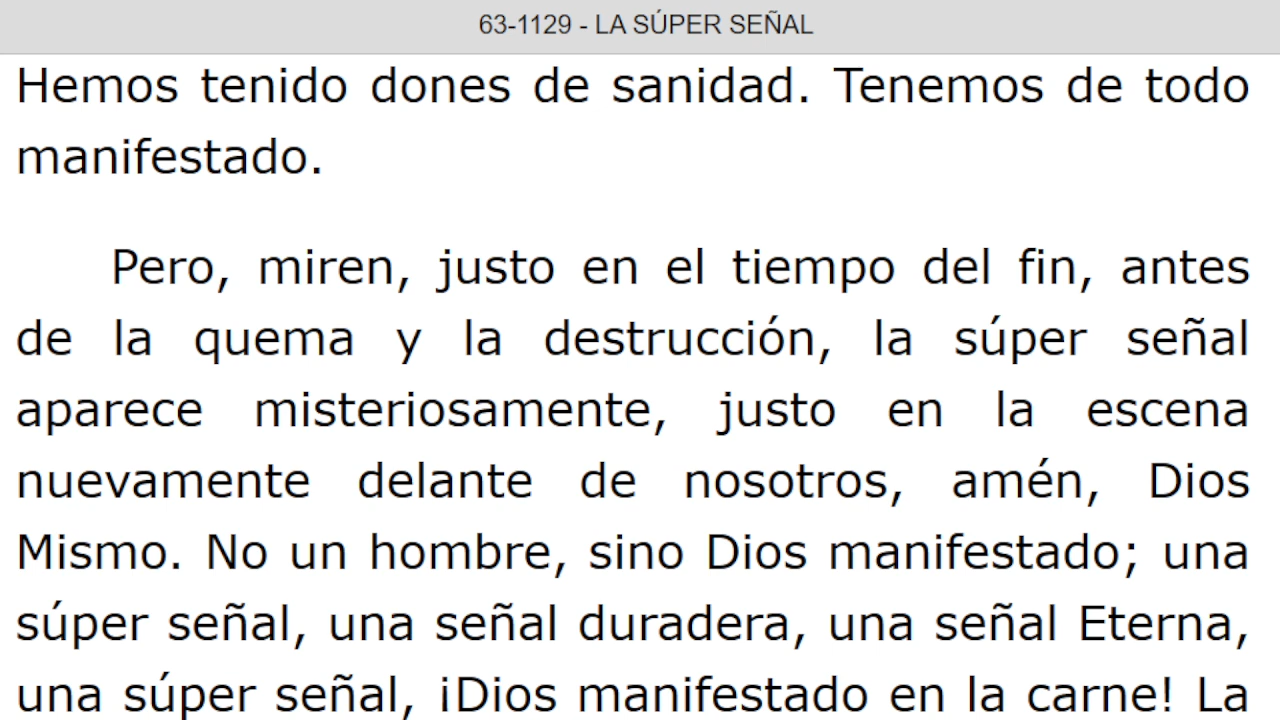 63-1129 - LA SÚPER SEÑAL
Hemos tenido dones de sanidad. Tenemos de todo
manifestado.
Pero, miren, justo en el tiempo del fin, antes
de la quema y la destrucción, la súper señal
aparece misteriosamente, justo en la escena
nuevamente delante de nosotros, amén, Dios
Mismo. No un hombre, sino Dios manifestado; una
súper señal, una señal duradera, una señal Eterna,
una súper señal, ¡Dios manifestado en la carne! La